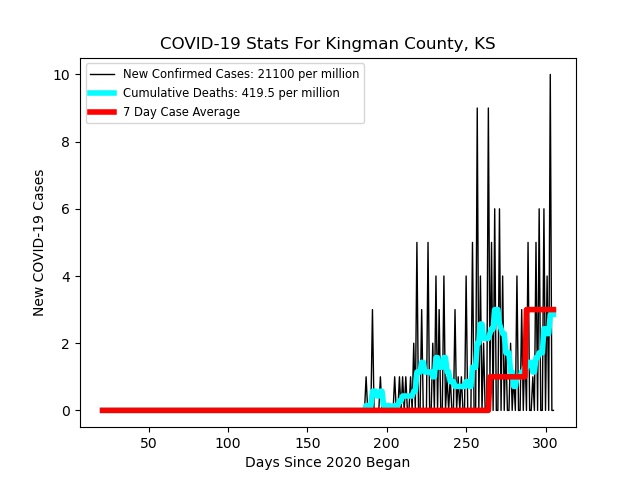 COVID-19 Stats For Kingman County, KS
New Confirmed Cases: 21100 per million
Cumulative Deaths: 419.5 per million
7 Day Case Average
New COVID-19 Cases
10
8
6
4
2
0
50 100 150 200 250 300
Days Since 2020 Began